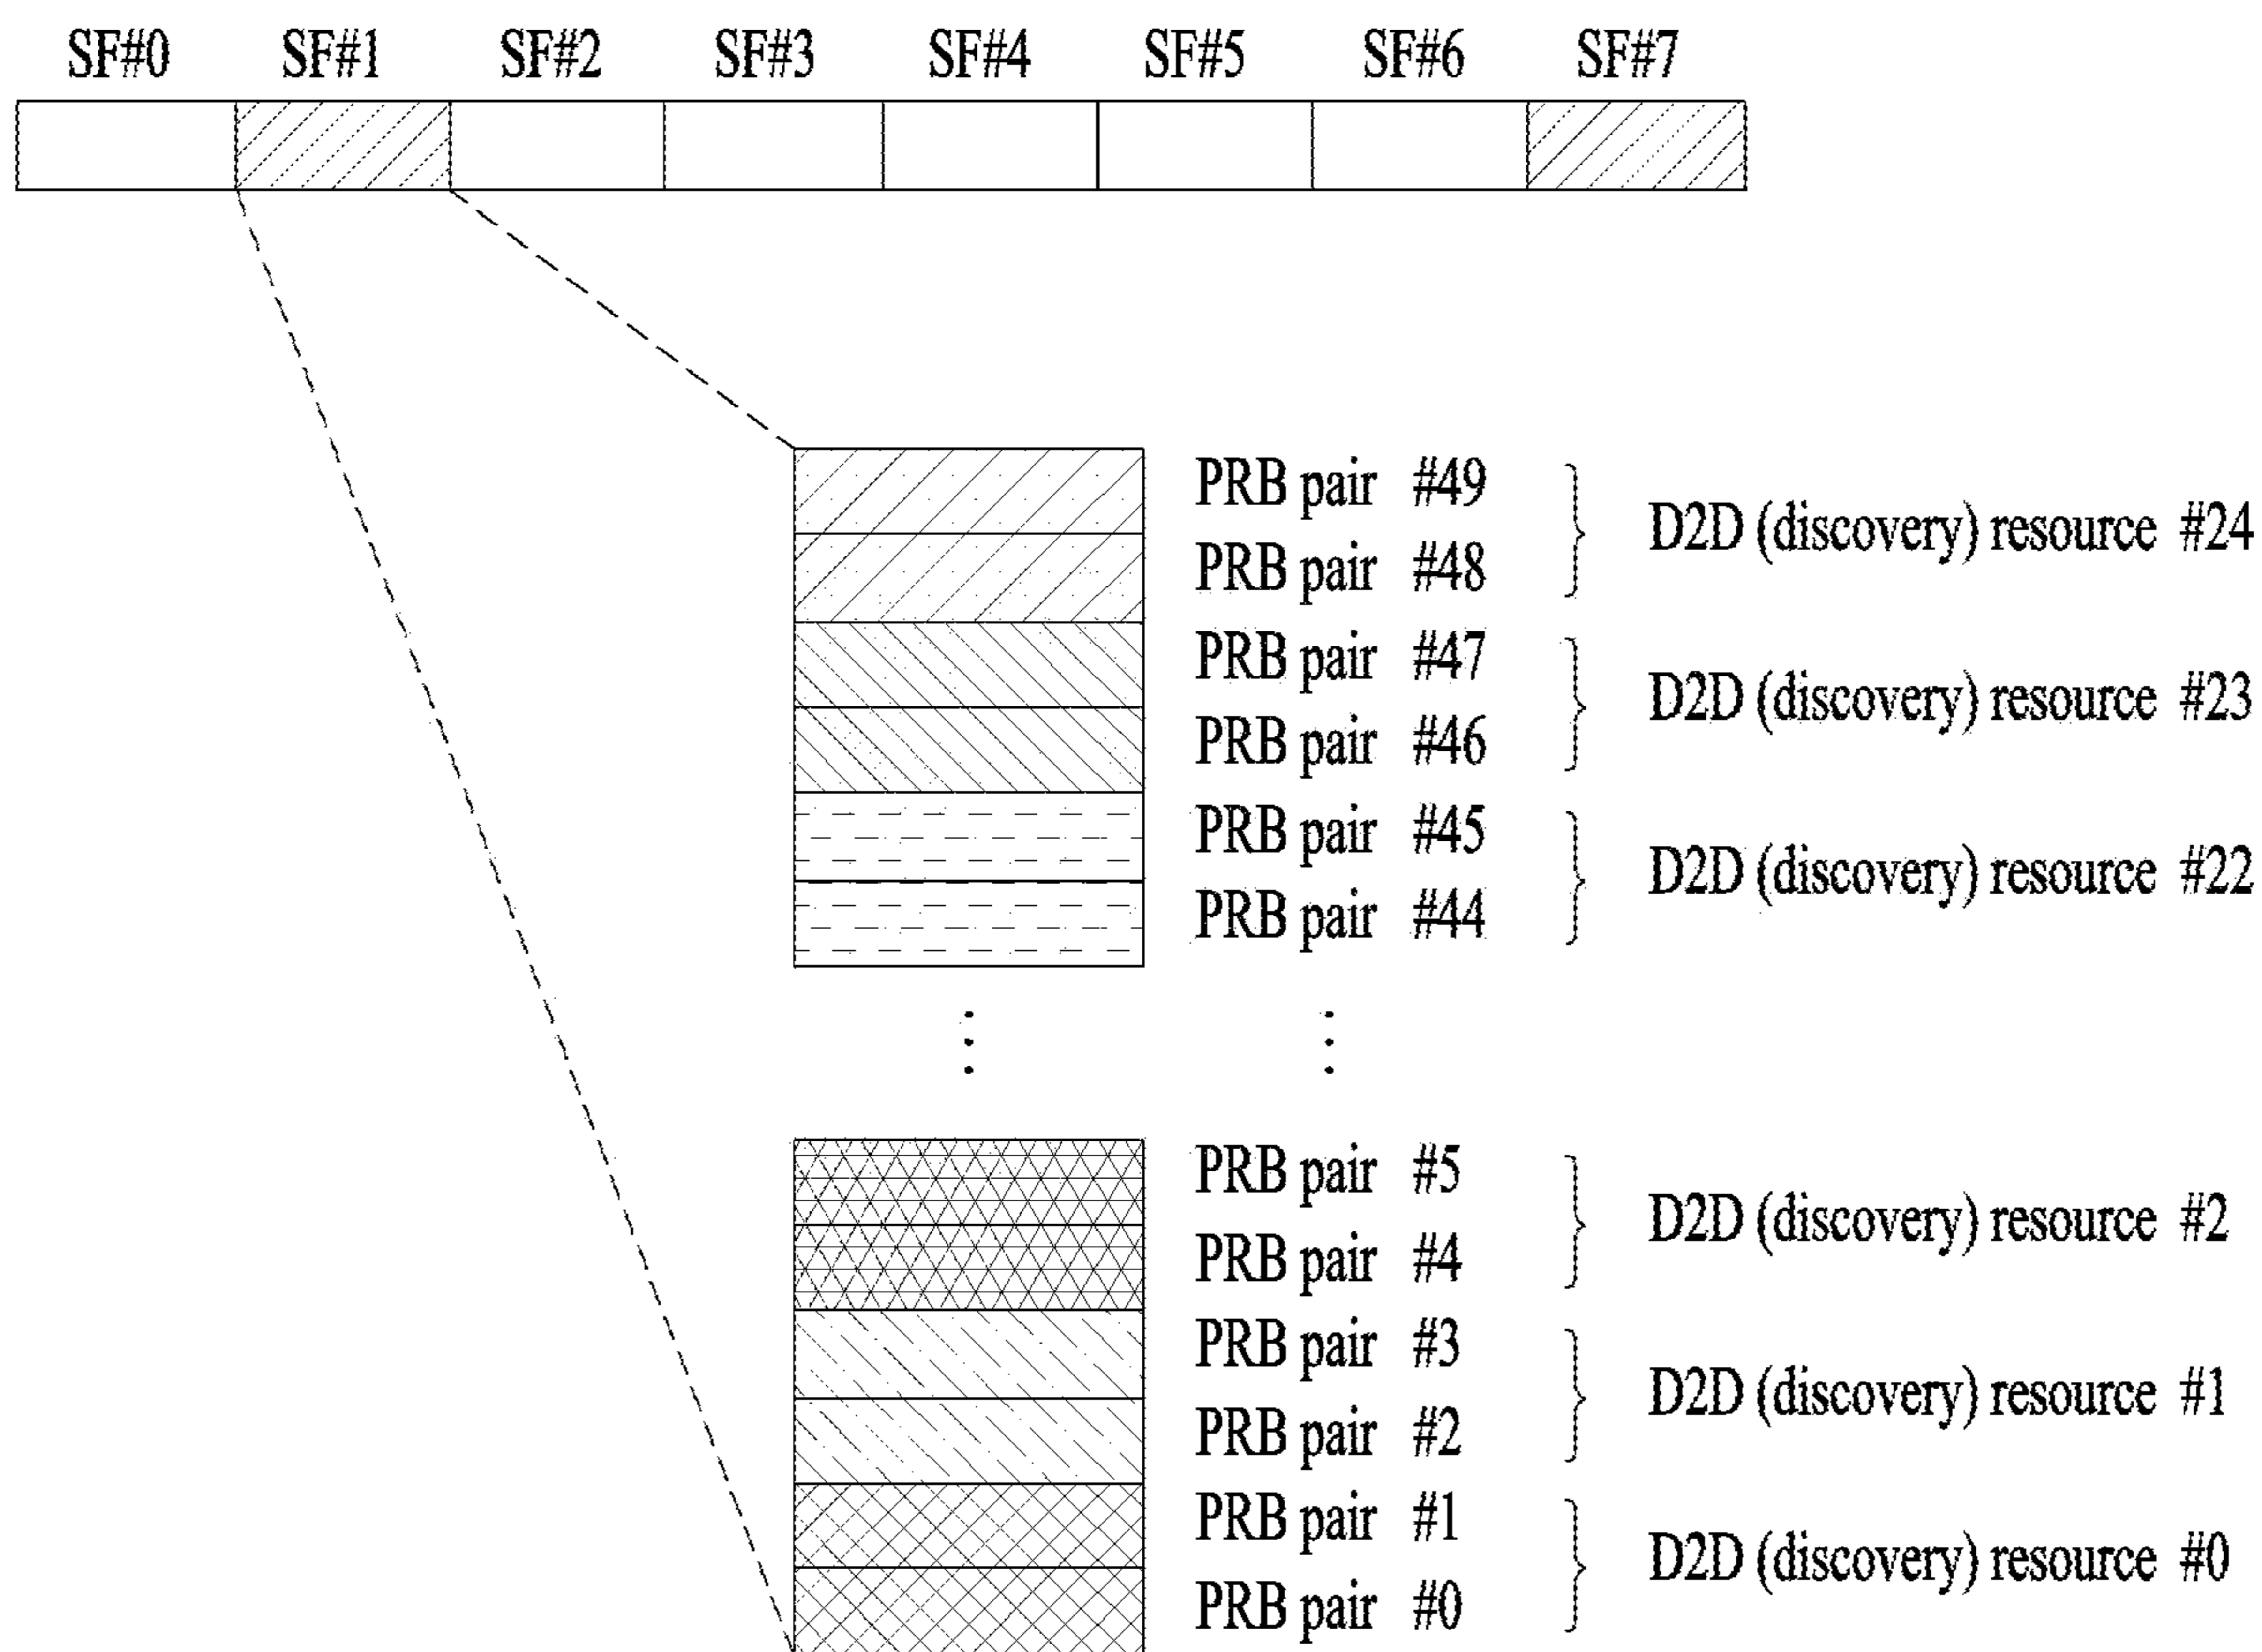 SF#0 SF#1 SF#2 SF#3 SF#4 SF#5 SF#6 SF#7
PRB pair #49
D2D (discovery) resource #24
PRB pair #48
PRB pair #47
D2D (discovery) resource #23
PRB pair #46
PRB pair #45
D2D (discovery) resource #22
PRB pair #44
PRB pair #5
D2D (discovery) resource #2
PRB pair #4
PRB pair #3
D2D (discovery) resource #1
PRB pair #2
PRB pair #1
D2D (discovery) resource #0
PRB pair #0